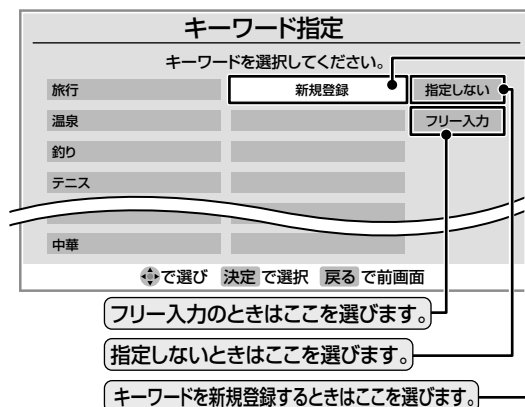 キーワード指定
キーワードを選択してください。
旅行 新規登録 指定しない
温泉 フリー入力
釣り
テニス
中華
で選び 決定 で選択 戻る で前画面
フリー入力のときはここを選びます。
指定しないときはここを選びます。
キーワードを新規登録するときはここを選びます。